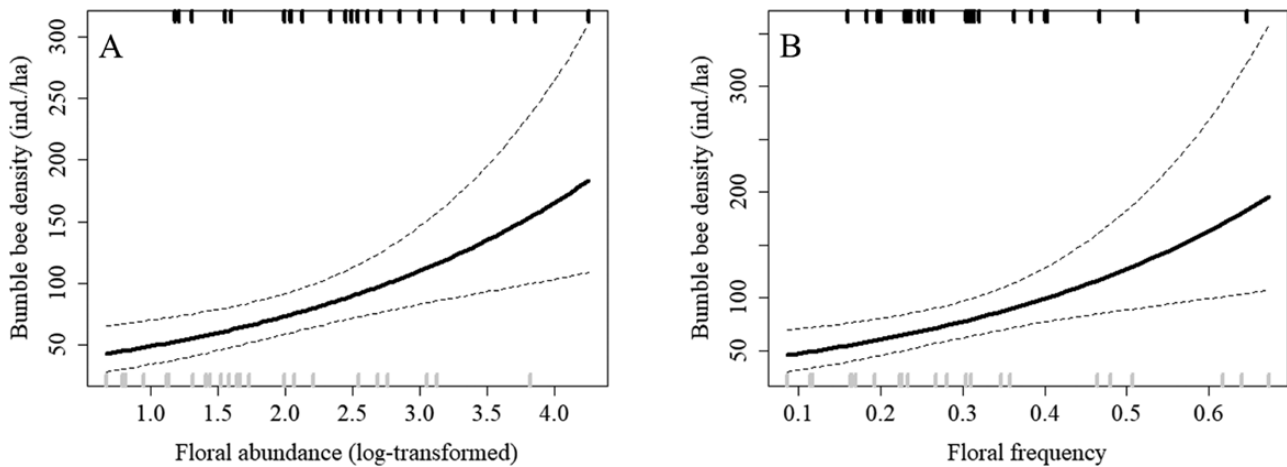 A
Bumble bee density (ind./ha)
300
250
200
150
100
50
1.0 1.5 2.0 2.5 3.0 3.5 4.0
Floral abundance (log-transformed)
B
Bumble bee density (ind./ha)
300
200
100
50
0.1 0.2 0.3 0.4 0.5 0.6
Floral frequency